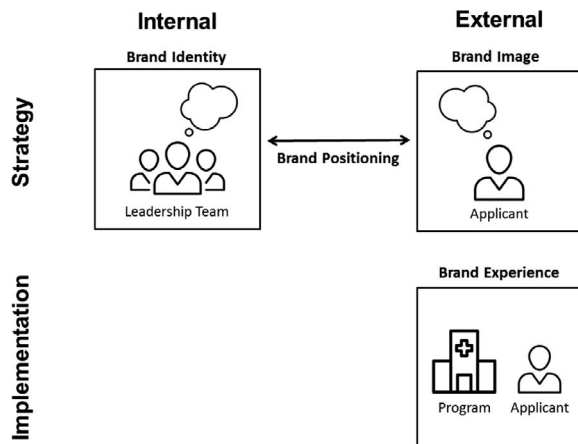 Internal
External
Brand Identity
Brand Image
Strategy
Brand Positioning
Leadership Team
Applicant
Brand Experience
Implementation
Program
Applicant